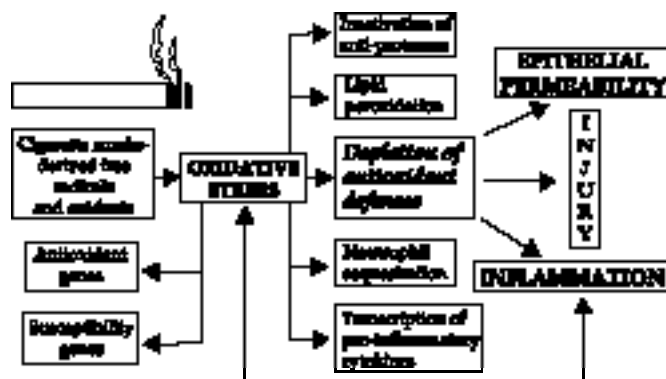 Inactivation of
anti-proteases
Lipid
peroxidation
EPITHELIAL
PERMEABILITY
Cigarette smoke-
derived free
radicals
and oxidants
OXIDATIVE
STRESS
Depletion of
antioxidant
defenses
INJURY
Antioxidant
genes
Neutrophil
sequestration
INFLAMMATION
Susceptibility
genes
Transcription of
pro-inflammatory
cytokines